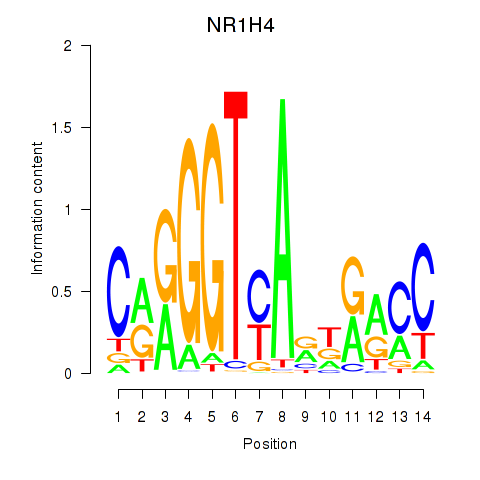 NR1H4
2
1.5
1
0.5
0
Information content
C A G G G T C A G T G A C C
T G A A A C T T A G A G A T
G T T G C A C T G A
A C T
1 2 3 4 5 6 7 8 9 10 11 12 13 14
Position